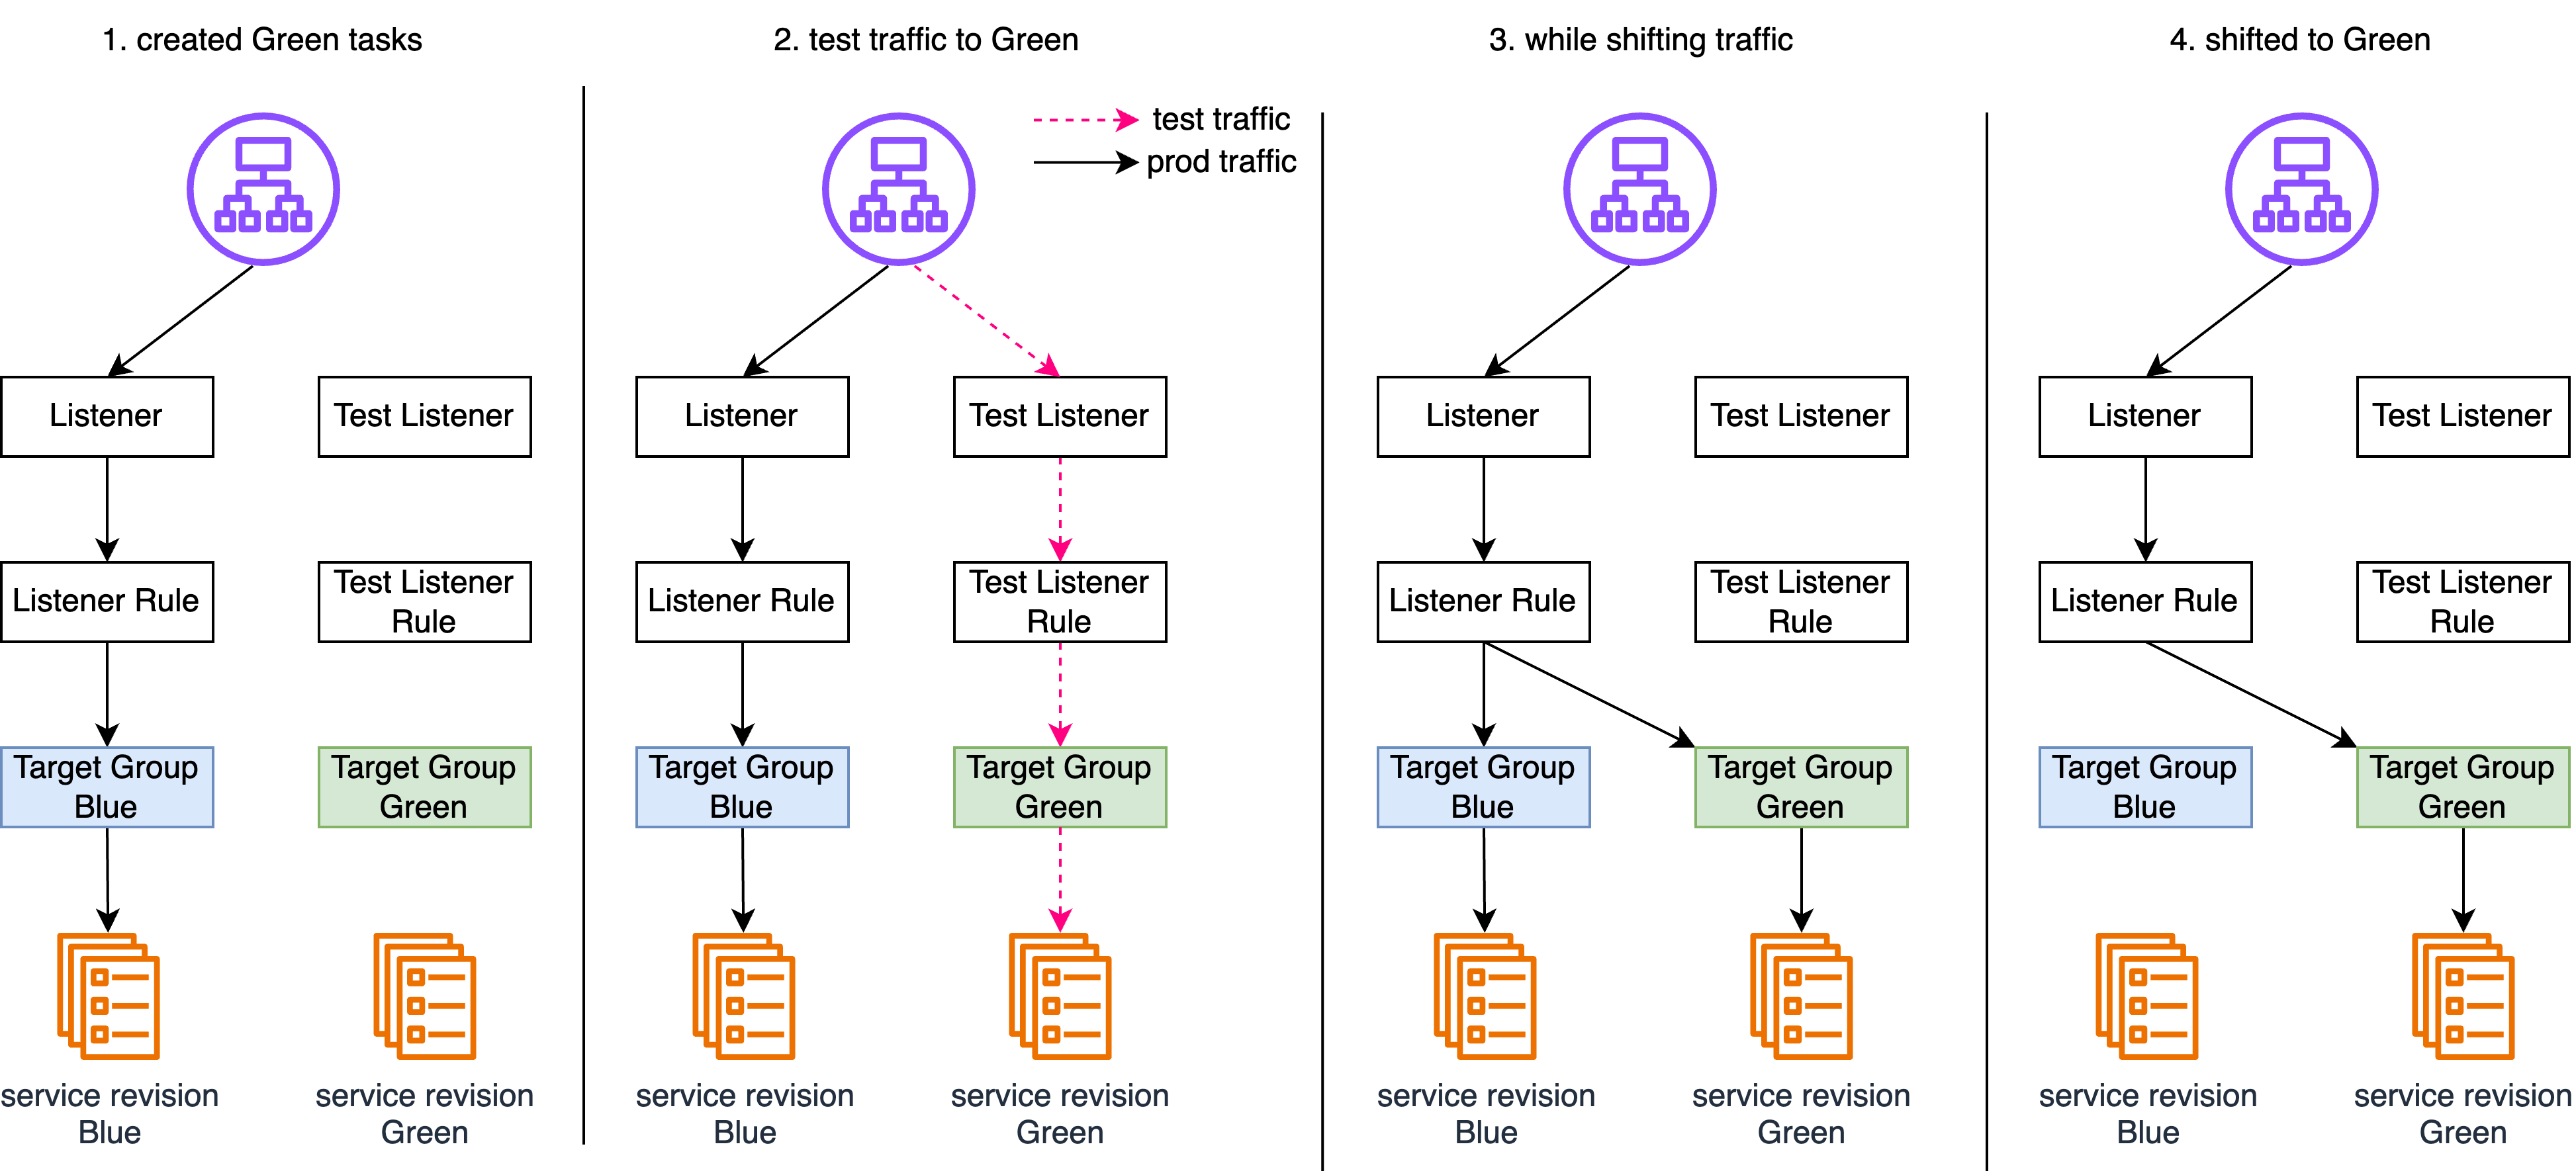 1. created Green tasks
2. test traffic to Green
3. while shifting traffic
4. shifted to Green
test traffic
prod traffic
Listener
Test Listener
Listener
Test Listener
Listener
Test Listener
Listener
Test Listener
Listener Rule
Test Listener
Rule
Listener Rule
Test Listener
Rule
Listener Rule
Test Listener
Rule
Listener Rule
Test Listener
Rule
Target Group
Blue
Target Group
Green
Target Group
Blue
Target Group
Green
Target Group
Blue
Target Group
Green
Target Group
Blue
Target Group
Green
service revision
Blue
service revision
Green
service revision
Blue
service revision
Green
service revision
Blue
service revision
Green
service revision
Blue
service revision
Green